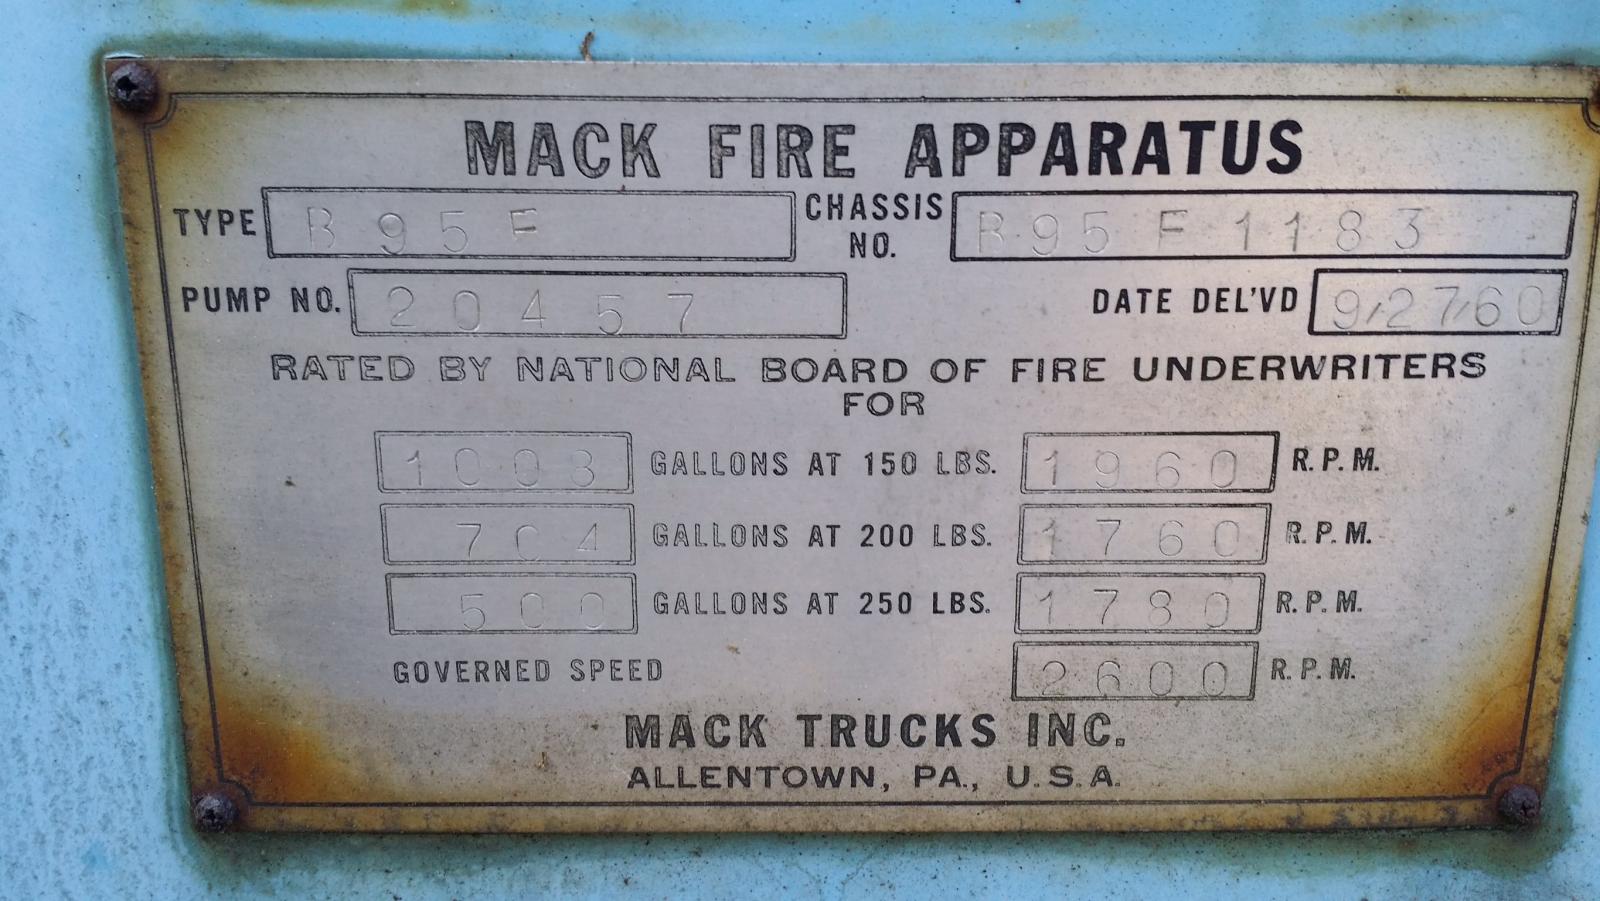 MACK FIRE APPARATUS
TYPE B95F CHASSIS NO. B95F1183
PUMP NO. 20457 DATE DEL'VD 9/27/60
RATED BY NATIONAL BOARD OF FIRE UNDERWRITERS
FOR
1003 GALLONS AT 150 LBS. 1960 R.P.M.
704 GALLONS AT 200 LBS. 1760 R.P.M.
500 GALLONS AT 250 LBS. 1780 R.P.M.
GOVERNED SPEED 2600 R.P.M.
MACK TRUCKS INC.
ALLENTOWN, PA., U.S.A.